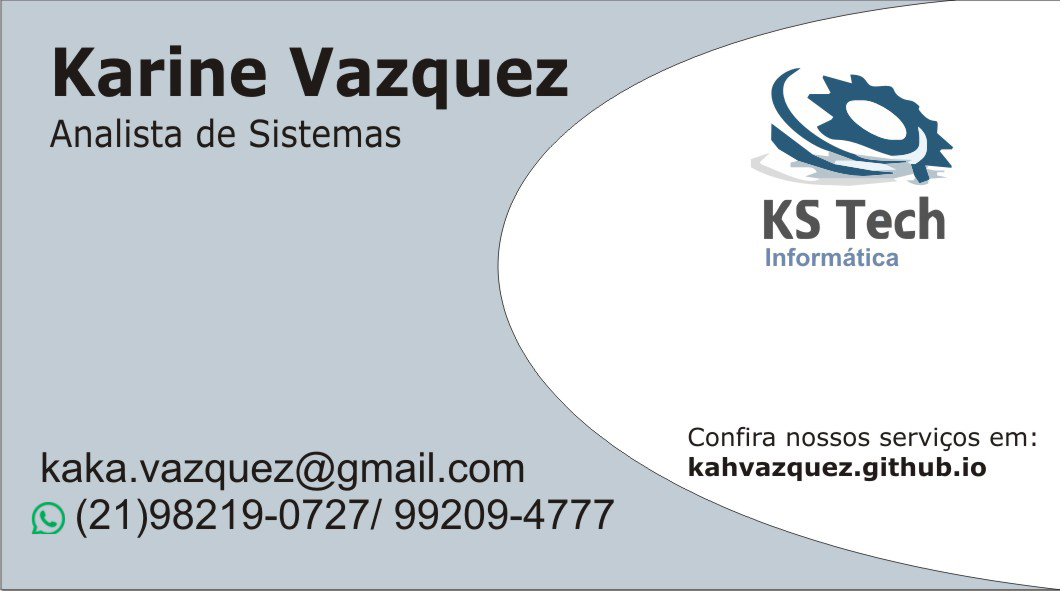 Karine Vazquez
Analista de Sistemas
KS Tech
Informática
Confira nossos serviços em:
kahvazquez.github.io
kaka.vazquez@gmail.com
(21)98219-0727/ 99209-4777